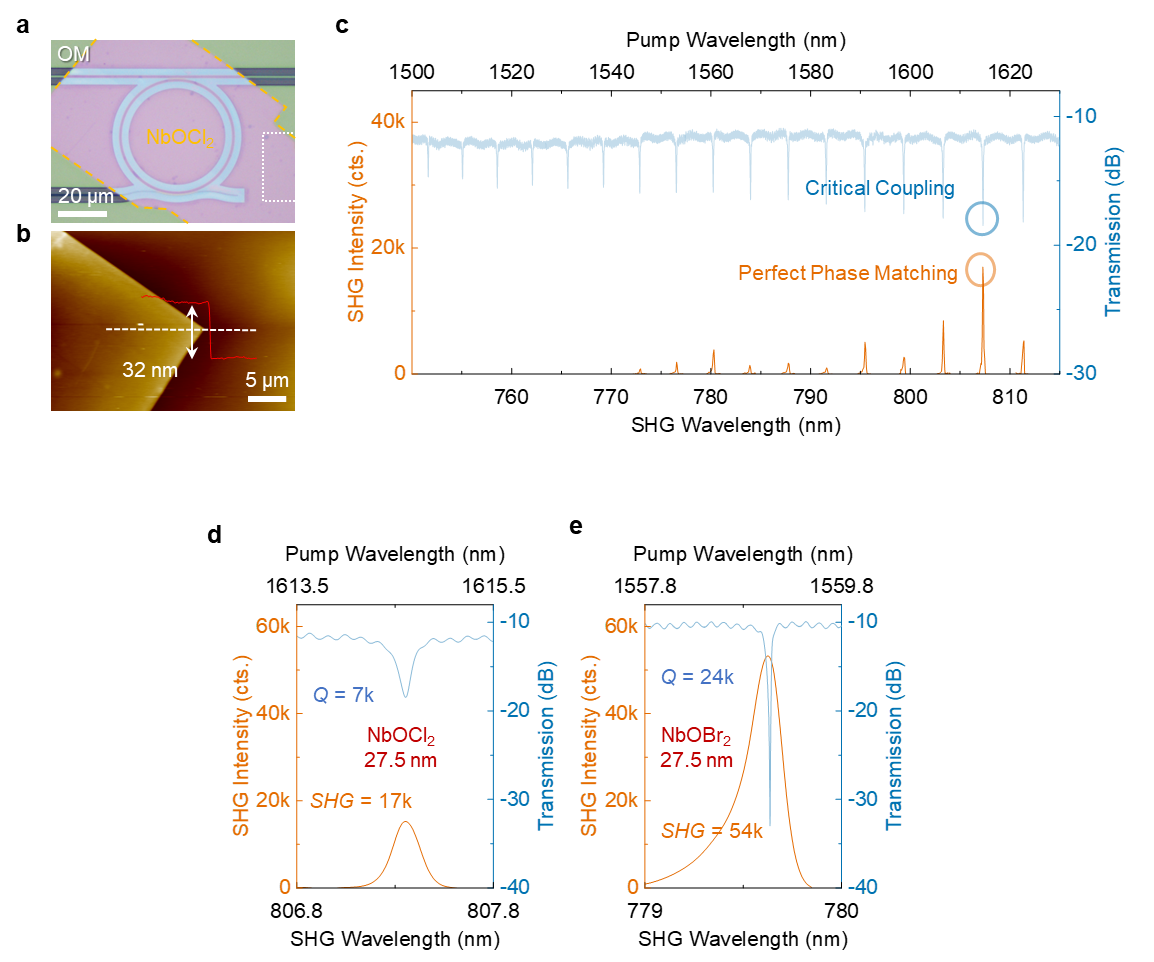 a
OM
NbOCl2
20 µm
b
32 nm
5 µm
c
Pump Wavelength (nm)
1500 1520 1540 1560 1580 1600 1620
40k
20k
0
SHG Intensity (cts.)
Critical Coupling
Perfect Phase Matching
-10
-20
-30
Transmission (dB)
760 770 780 790 800 810
SHG Wavelength (nm)
d
Pump Wavelength (nm)
1613.5 1615.5
60k
40k
20k
0
SHG Intensity (cts.)
Q = 7k
NbOCl2
27.5 nm
SHG = 17k
-10
-20
-30
-40
Transmission (dB)
806.8 807.8
SHG Wavelength (nm)
e
Pump Wavelength (nm)
1557.8 1559.8
60k
40k
20k
0
SHG Intensity (cts.)
Q = 24k
NbOBr2
27.5 nm
SHG = 54k
-10
-20
-30
-40
Transmission (dB)
779 780
SHG Wavelength (nm)